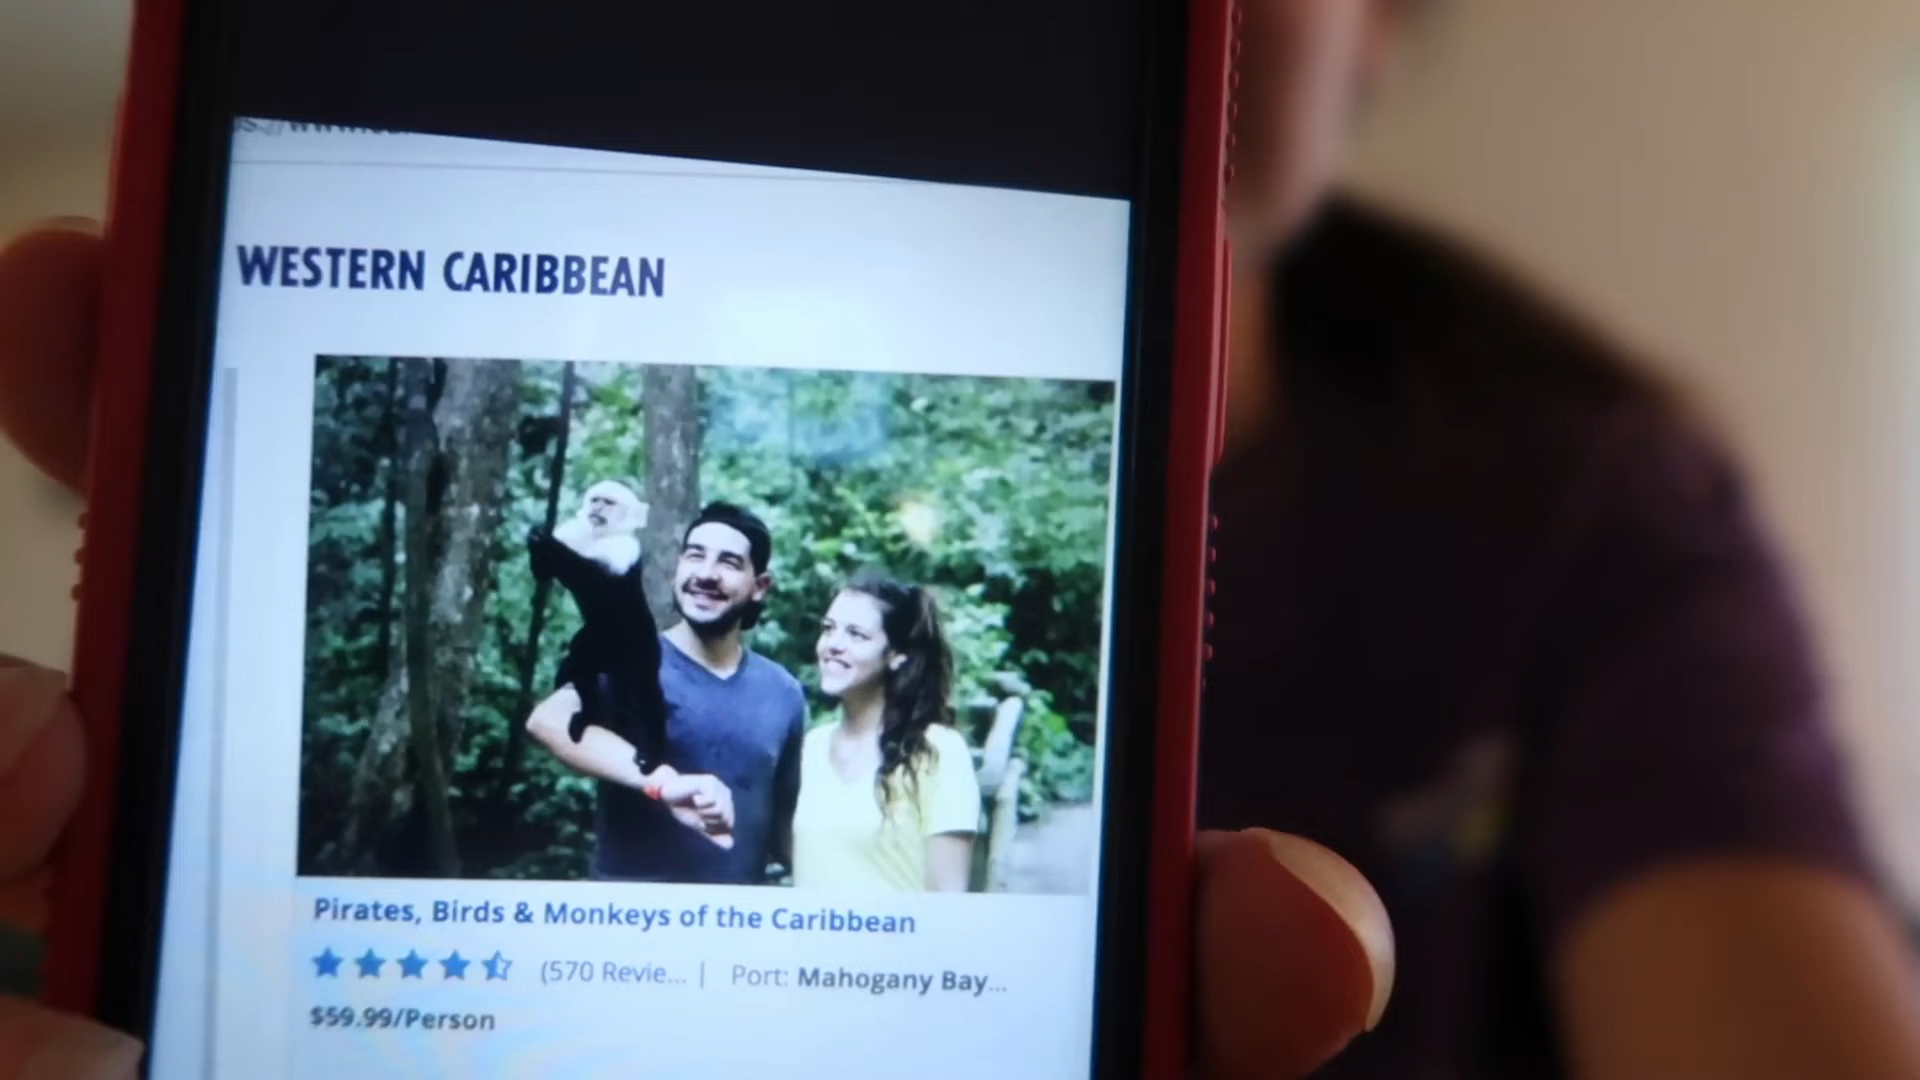 WESTERN CARIBBEAN
Pirates, Birds & Monkeys of the Caribbean
(570 Revie... | Port: Mahogany Bay...
$59.99/Person